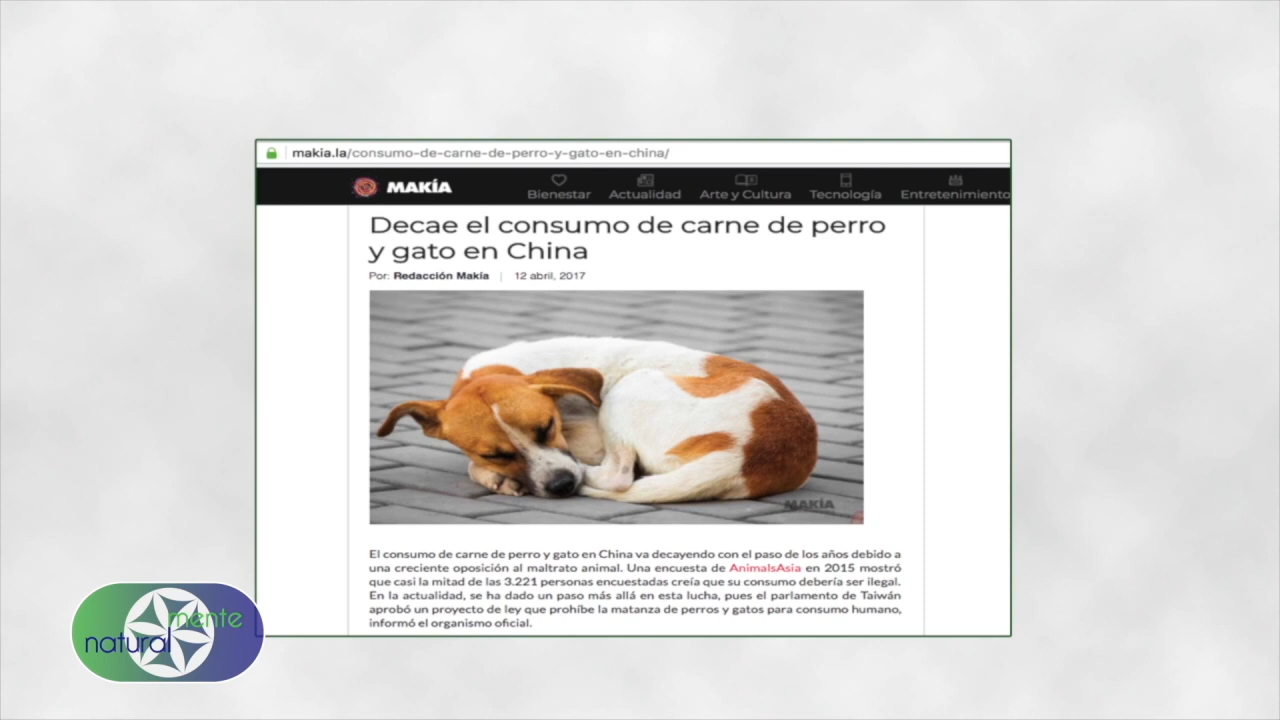 makia.la/consumo-de-carne-de-perro-y-gato-en-china/
MAKÍA
Bienestar Actualidad Arte y Cultura Tecnología Entretenimiento
Decae el consumo de carne de perro
y gato en China
Por: Redacción Makía | 12 abril, 2017
MAKÍA
El consumo de carne de perro y gato en China va decayendo con el paso de los años debido a
una creciente oposición al maltrato animal. Una encuesta de AnimalsAsia en 2015 mostró
que casi la mitad de las 3.221 personas encuestadas creía que su consumo debería ser ilegal.
En la actualidad, se ha dado un paso más allá en esta lucha, pues el parlamento de Taiwán
aprobó un proyecto de ley que prohíbe la matanza de perros y gatos para consumo humano,
informó el organismo oficial.
mente
natural